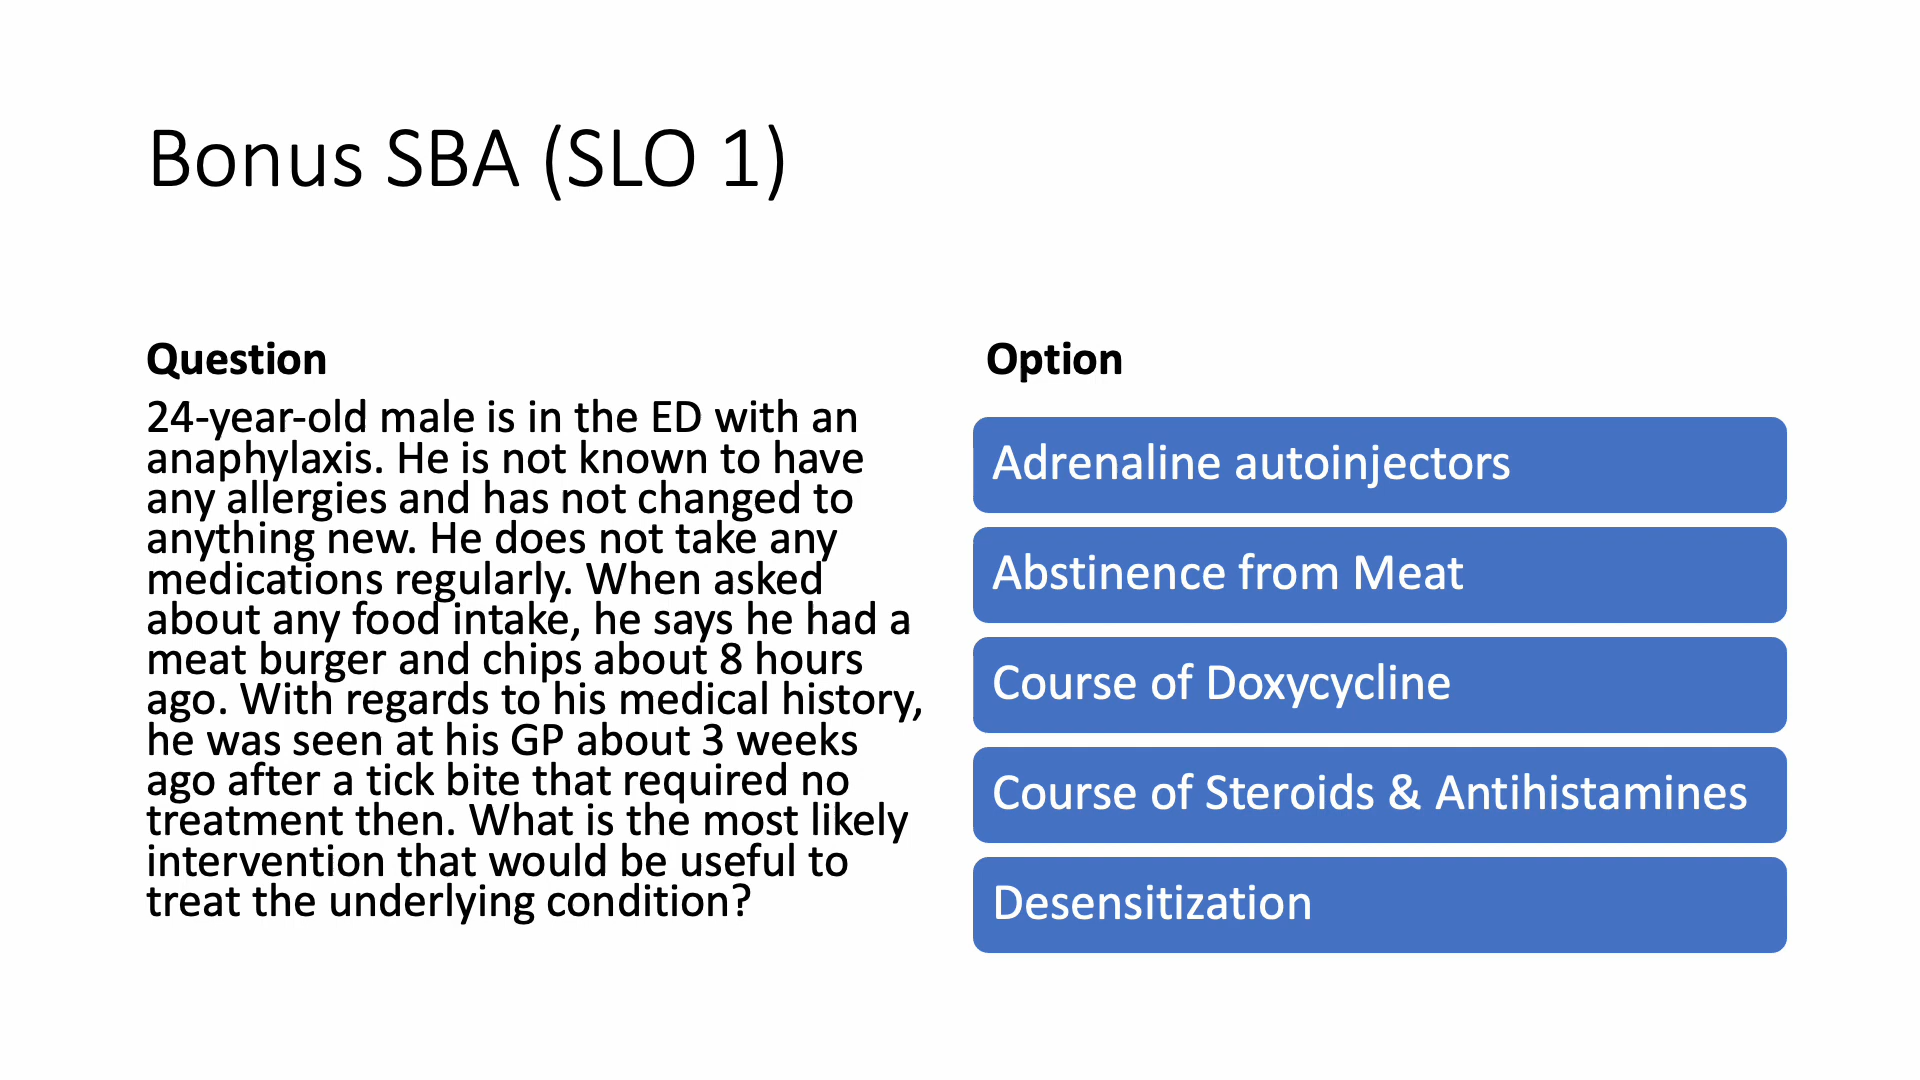 Bonus SBA (SLO 1)
Question
24-year-old male is in the ED with an
anaphylaxis. He is not known to have
any allergies and has not changed to
anything new. He does not take any
medications regularly. When asked
about any food intake, he says he had a
meat burger and chips about 8 hours
ago. With regards to his medical history,
he was seen at his GP about 3 weeks
ago after a tick bite that required no
treatment then. What is the most likely
intervention that would be useful to
treat the underlying condition?
Option
Adrenaline autoinjectors
Abstinence from Meat
Course of Doxycycline
Course of Steroids & Antihistamines
Desensitization